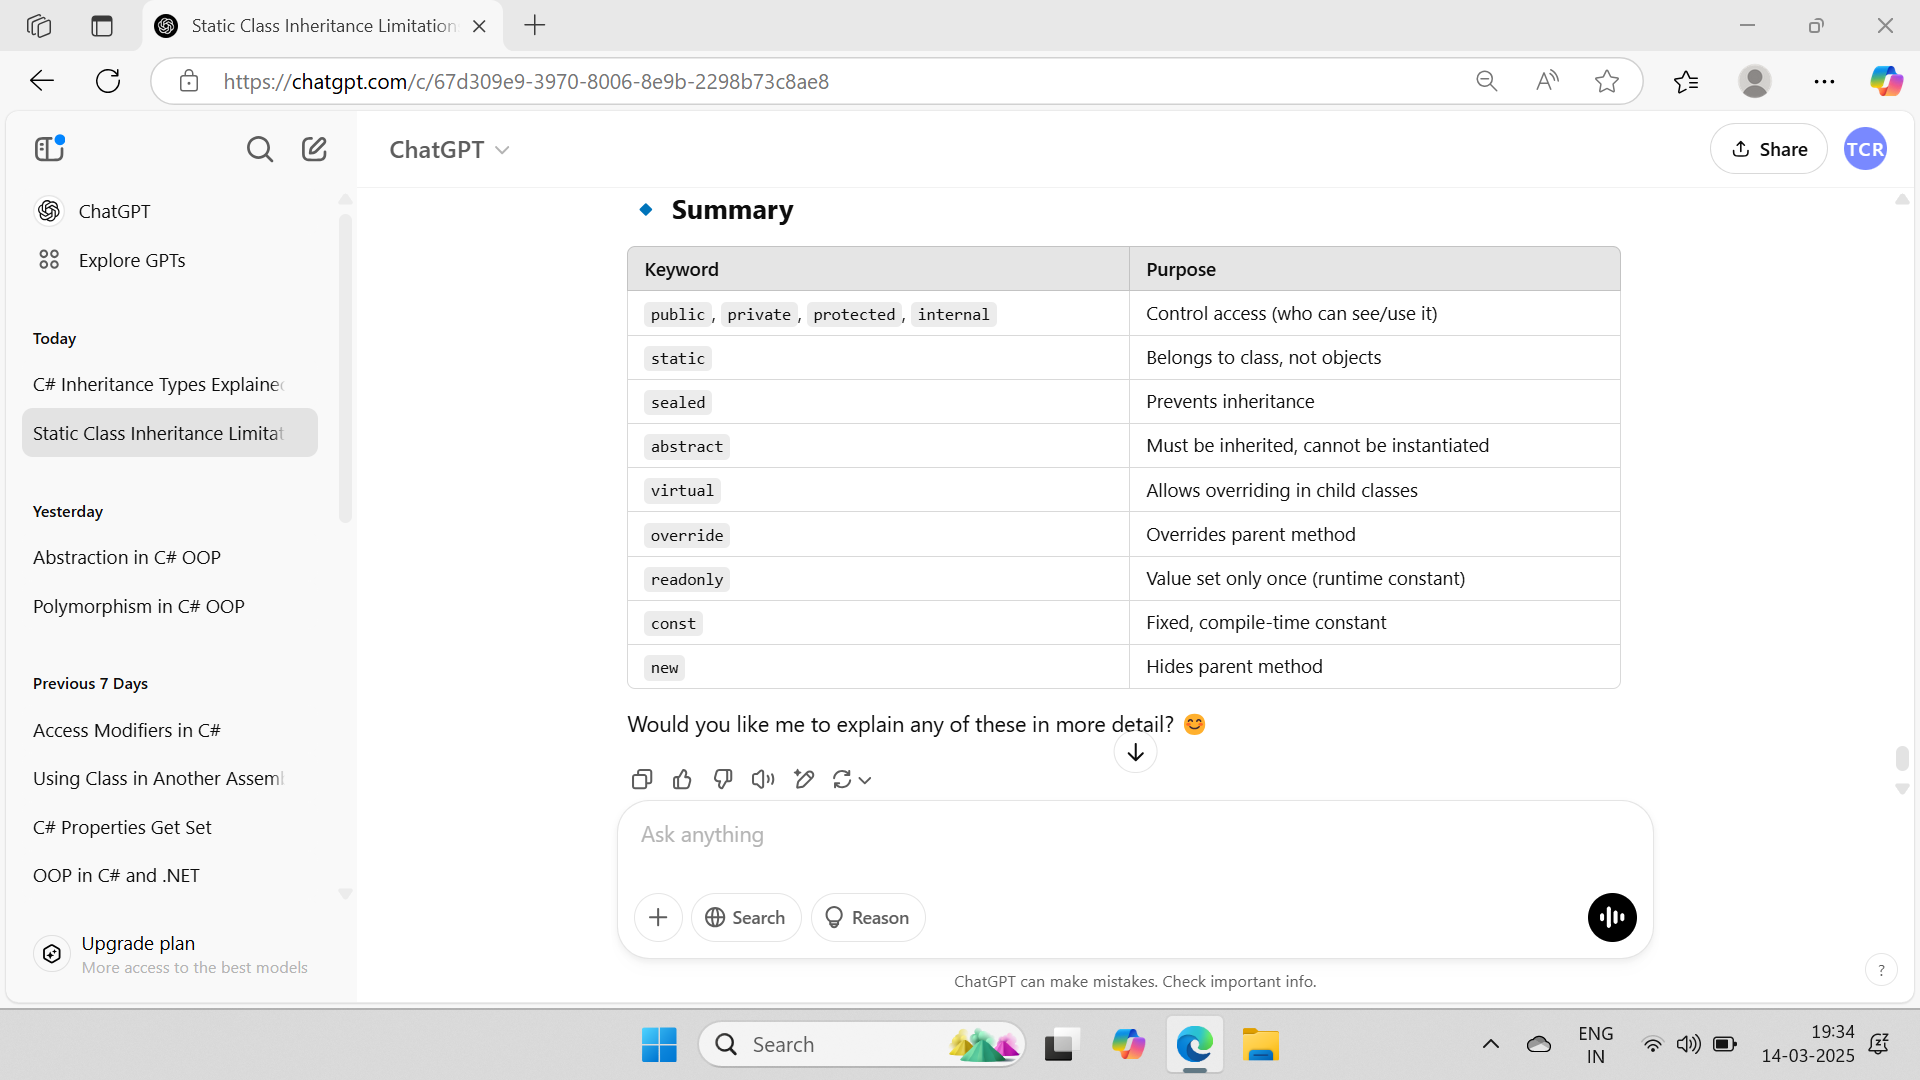 Static Class Inheritance Limitation
https://chatgpt.com/c/67d309e9-3970-8006-8e9b-2298b73c8ae8
ChatGPT
Share
TCR
ChatGPT
Explore GPTs
Today
C# Inheritance Types Explained
Static Class Inheritance Limitat
Yesterday
Abstraction in C# OOP
Polymorphism in C# OOP
Previous 7 Days
Access Modifiers in C#
Using Class in Another Assemb
C# Properties Get Set
OOP in C# and .NET
Upgrade plan
More access to the best models
Summary
Keyword Purpose
public, private, protected, internal Control access (who can see/use it)
static Belongs to class, not objects
sealed Prevents inheritance
abstract Must be inherited, cannot be instantiated
virtual Allows overriding in child classes
override Overrides parent method
readonly Value set only once (runtime constant)
const Fixed, compile-time constant
new Hides parent method
Would you like me to explain any of these in more detail? 😊
Ask anything
Search Reason
ChatGPT can make mistakes. Check important info.
?
Search
ENG
IN
19:34
14-03-2025